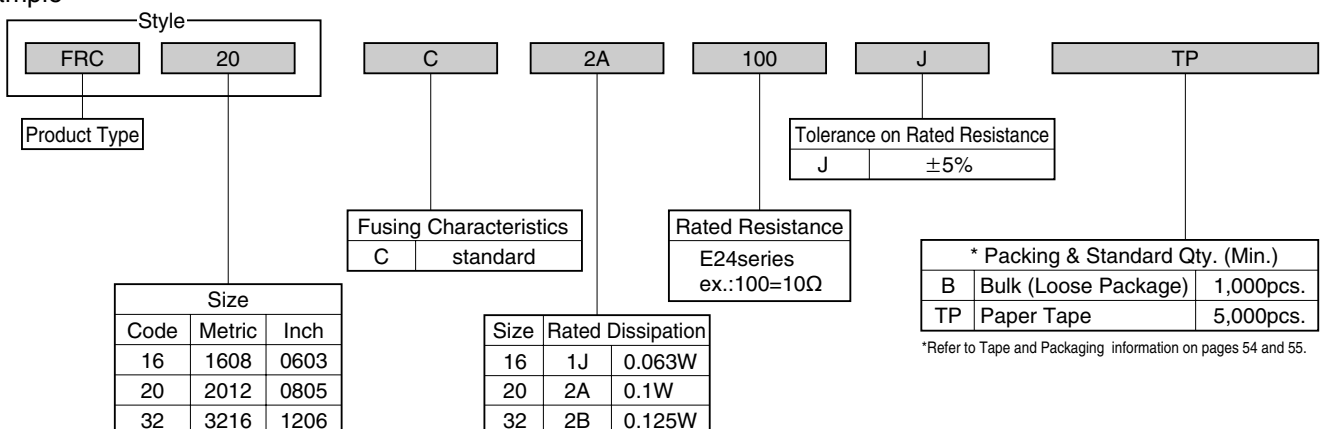 Style
FRC 20 C 2A 100 J TP
Product Type
Tolerance on Rated Resistance
J ±5%
Fusing Characteristics
C standard
Rated Resistance
E24series
ex.:100=10Ω
* Packing & Standard Qty. (Min.)
B Bulk (Loose Package) 1,000pcs.
TP Paper Tape 5,000pcs.
*Refer to Tape and Packaging information on pages 54 and 55.
Size
Code Metric Inch
16 1608 0603
20 2012 0805
32 3216 1206
Size Rated Dissipation
16 1J 0.063W
20 2A 0.1W
32 2B 0.125W